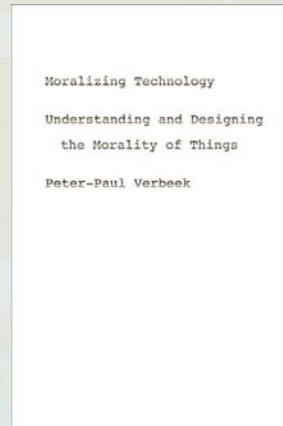 Moralizing Technology
Understanding and Designing
the Morality of Things
Peter-Paul Verbeek